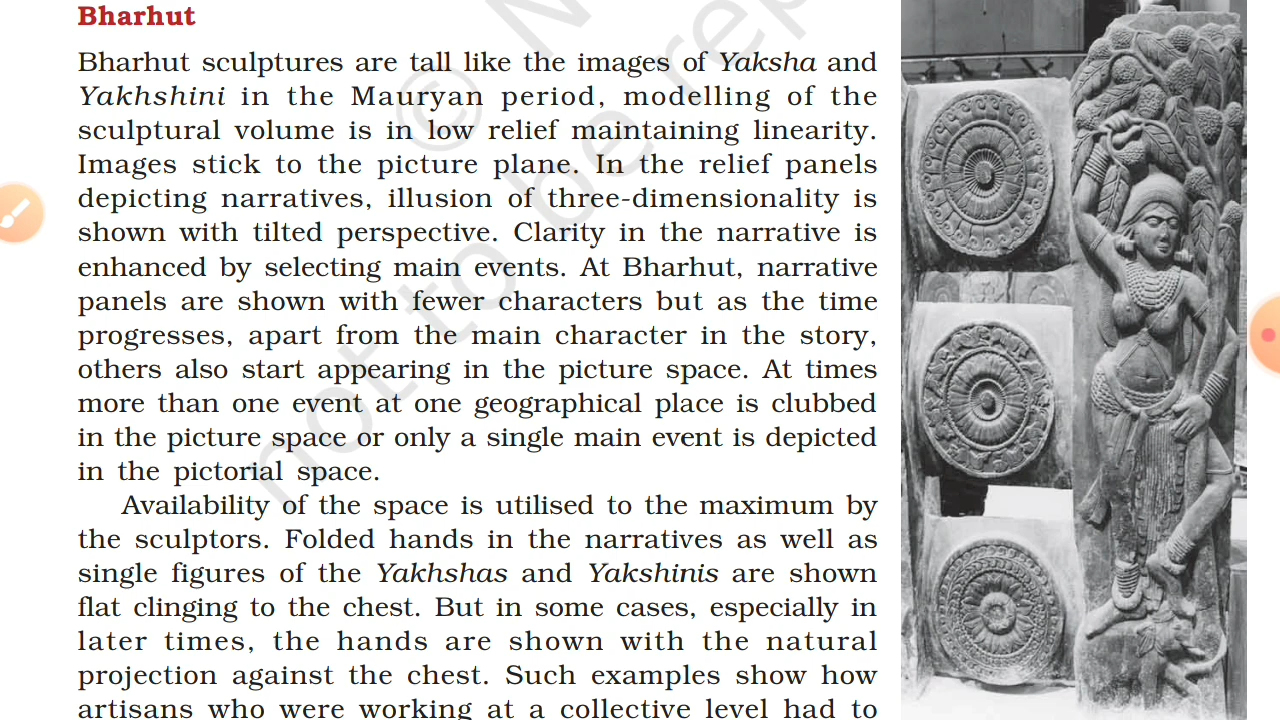 Bharhut
Bharhut sculptures are tall like the images of Yaksha and
Yakhshini in the Mauryan period, modelling of the
sculptural volume is in low relief maintaining linearity.
Images stick to the picture plane. In the relief panels
depicting narratives, illusion of three-dimensionality is
shown with tilted perspective. Clarity in the narrative is
enhanced by selecting main events. At Bharhut, narrative
panels are shown with fewer characters but as the time
progresses, apart from the main character in the story,
others also start appearing in the picture space. At times
more than one event at one geographical place is clubbed
in the picture space or only a single main event is depicted
in the pictorial space.
Availability of the space is utilised to the maximum by
the sculptors. Folded hands in the narratives as well as
single figures of the Yakhshas and Yakshinis are shown
flat clinging to the chest. But in some cases, especially in
later times, the hands are shown with the natural
projection against the chest. Such examples show how
artisans who were working at a collective level had to
© N
not to be rep